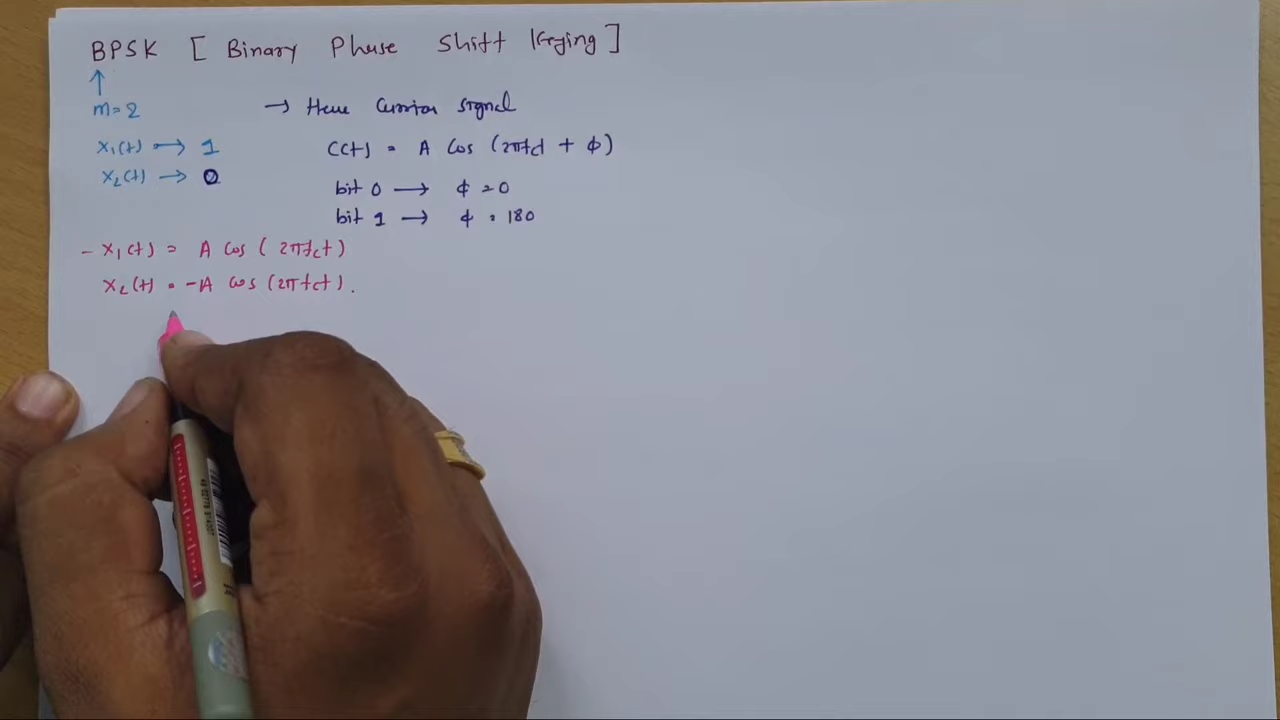 BPSK [ Binary Phase Shift Keying ]
↑
m=2
→ Here Carrier signal
x₁(t) → 1
C(t) = A Cos (2πfct + ϕ)
x₂(t) → 0
bit 0 → ϕ = 0
bit 1 → ϕ = 180
- x₁(t) = A Cos ( 2πfct )
x₂(t) = -A cos (2πfct).